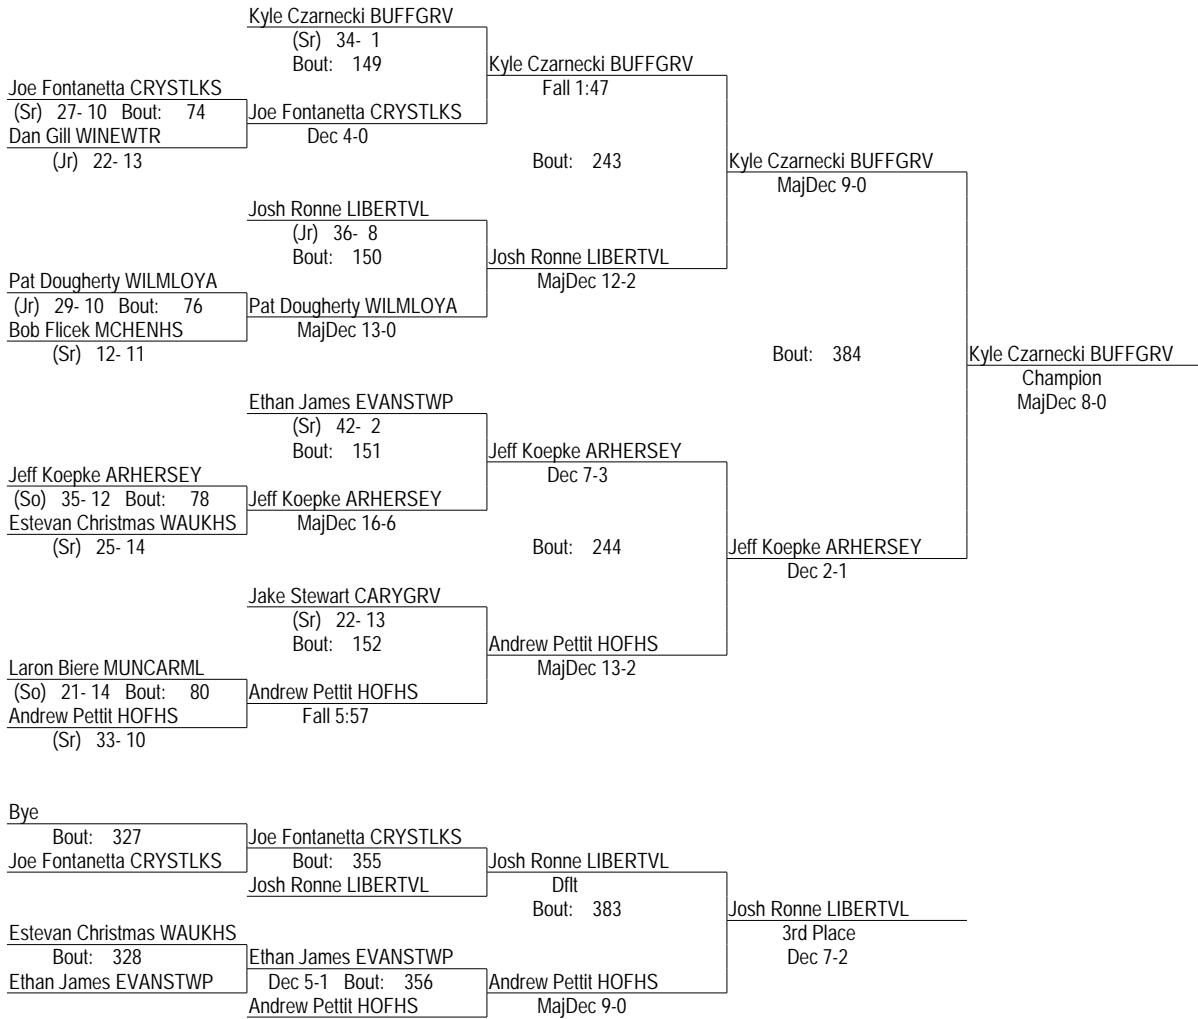 Kyle Czarnecki BUFFGRV
(Sr) 34- 1
Bout: 149
Kyle Czarnecki BUFFGRV
Fall 1:47
Joe Fontanetta CRYSTLKS
(Sr) 27- 10 Bout: 74
Joe Fontanetta CRYSTLKS
Dan Gill WINEWTR
Dec 4-0
(Jr) 22- 13
Bout: 243
Kyle Czarnecki BUFFGRV
MajDec 9-0
Josh Ronne LIBERTVL
(Jr) 36- 8
Bout: 150
Josh Ronne LIBERTVL
MajDec 12-2
Pat Dougherty WILMLOYA
(Jr) 29- 10 Bout: 76
Pat Dougherty WILMLOYA
Bob Flicek MCHENHS
MajDec 13-0
(Sr) 12- 11
Bout: 384
Kyle Czarnecki BUFFGRV
Champion
MajDec 8-0
Ethan James EVANSTWP
(Sr) 42- 2
Bout: 151
Jeff Koepke ARHERSEY
Dec 7-3
Jeff Koepke ARHERSEY
(So) 35- 12 Bout: 78
Jeff Koepke ARHERSEY
Estevan Christmas WAUKHS
MajDec 16-6
(Sr) 25- 14
Bout: 244
Jeff Koepke ARHERSEY
Dec 2-1
Jake Stewart CARYGRV
(Sr) 22- 13
Bout: 152
Andrew Pettit HOFHS
MajDec 13-2
Laron Biere MUNCARML
(So) 21- 14 Bout: 80
Andrew Pettit HOFHS
Andrew Pettit HOFHS
Fall 5:57
(Sr) 33- 10
Bye
Bout: 327
Joe Fontanetta CRYSTLKS
Joe Fontanetta CRYSTLKS
Bout: 355
Josh Ronne LIBERTVL
Josh Ronne LIBERTVL
Dflt
Bout: 383
Josh Ronne LIBERTVL
3rd Place
Dec 7-2
Estevan Christmas WAUKHS
Bout: 328
Ethan James EVANSTWP
Ethan James EVANSTWP
Dec 5-1 Bout: 356
Andrew Pettit HOFHS
Andrew Pettit HOFHS
MajDec 9-0